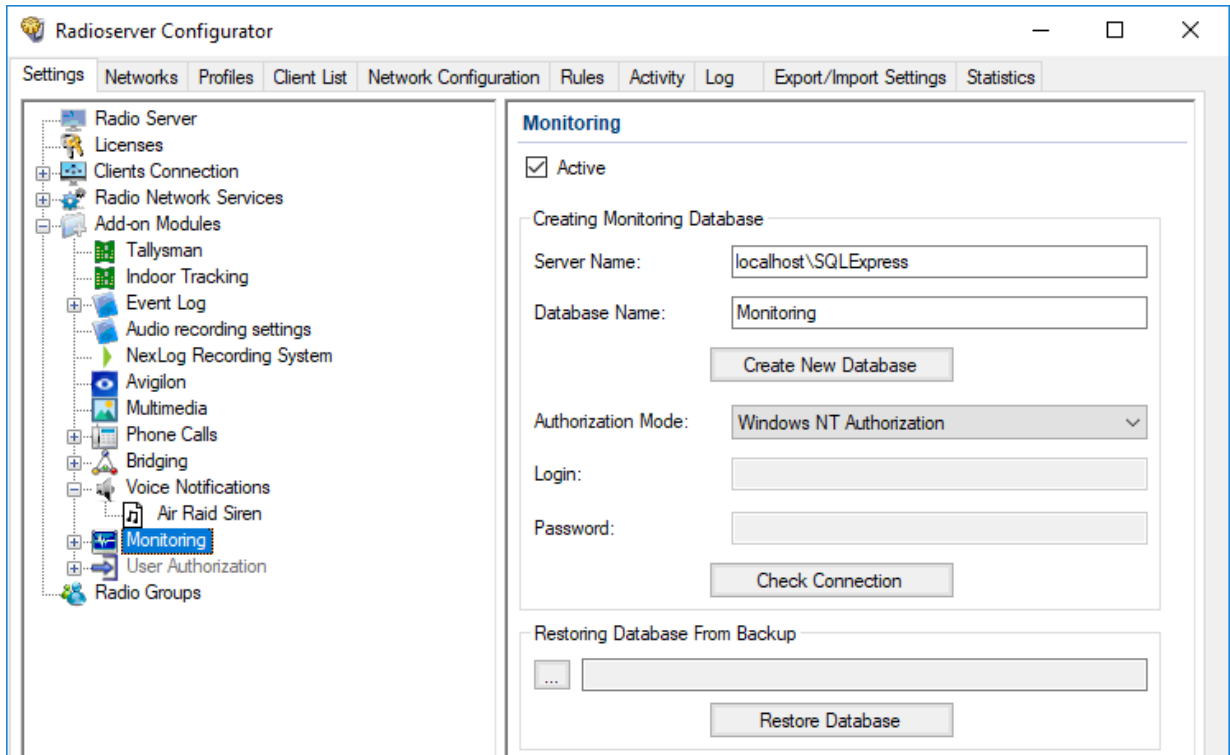 Radioserver Configurator
Settings Networks Profiles Client List Network Configuration Rules Activity Log Export/Import Settings Statistics
Radio Server
Licenses
Clients Connection
Radio Network Services
Add-on Modules
Tallysman
Indoor Tracking
Event Log
Audio recording settings
NexLog Recording System
Avigilon
Multimedia
Phone Calls
Bridging
Voice Notifications
Air Raid Siren
Monitoring
User Authorization
Radio Groups
Monitoring
Active
Creating Monitoring Database
Server Name: localhost\SQLExpress
Database Name: Monitoring
Create New Database
Authorization Mode: Windows NT Authorization
Login:
Password:
Check Connection
Restoring Database From Backup
...
Restore Database